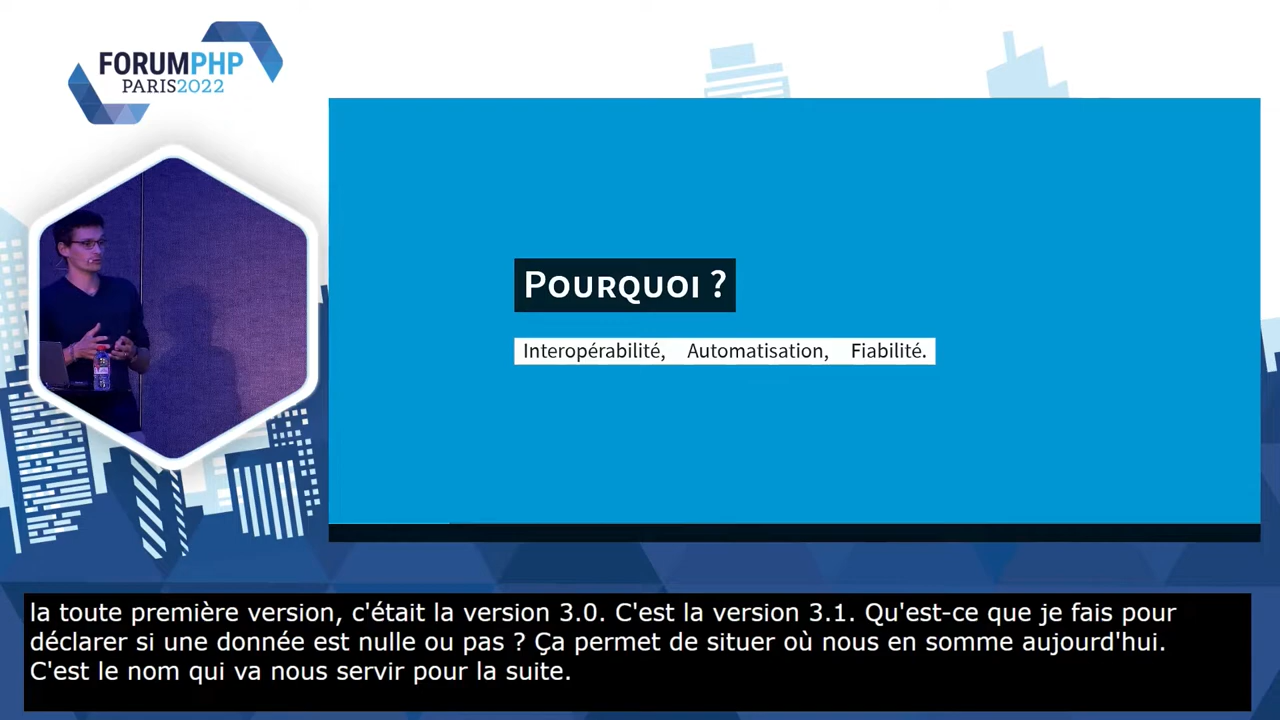 FORUMPHP
PARIS2022
POURQUOI ?
Interopérabilité, Automatisation, Fiabilité.
la toute première version, c'était la version 3.0. C'est la version 3.1. Qu'est-ce que je fais pour
déclarer si une donnée est nulle ou pas ? Ça permet de situer où nous en somme aujourd'hui.
C'est le nom qui va nous servir pour la suite.